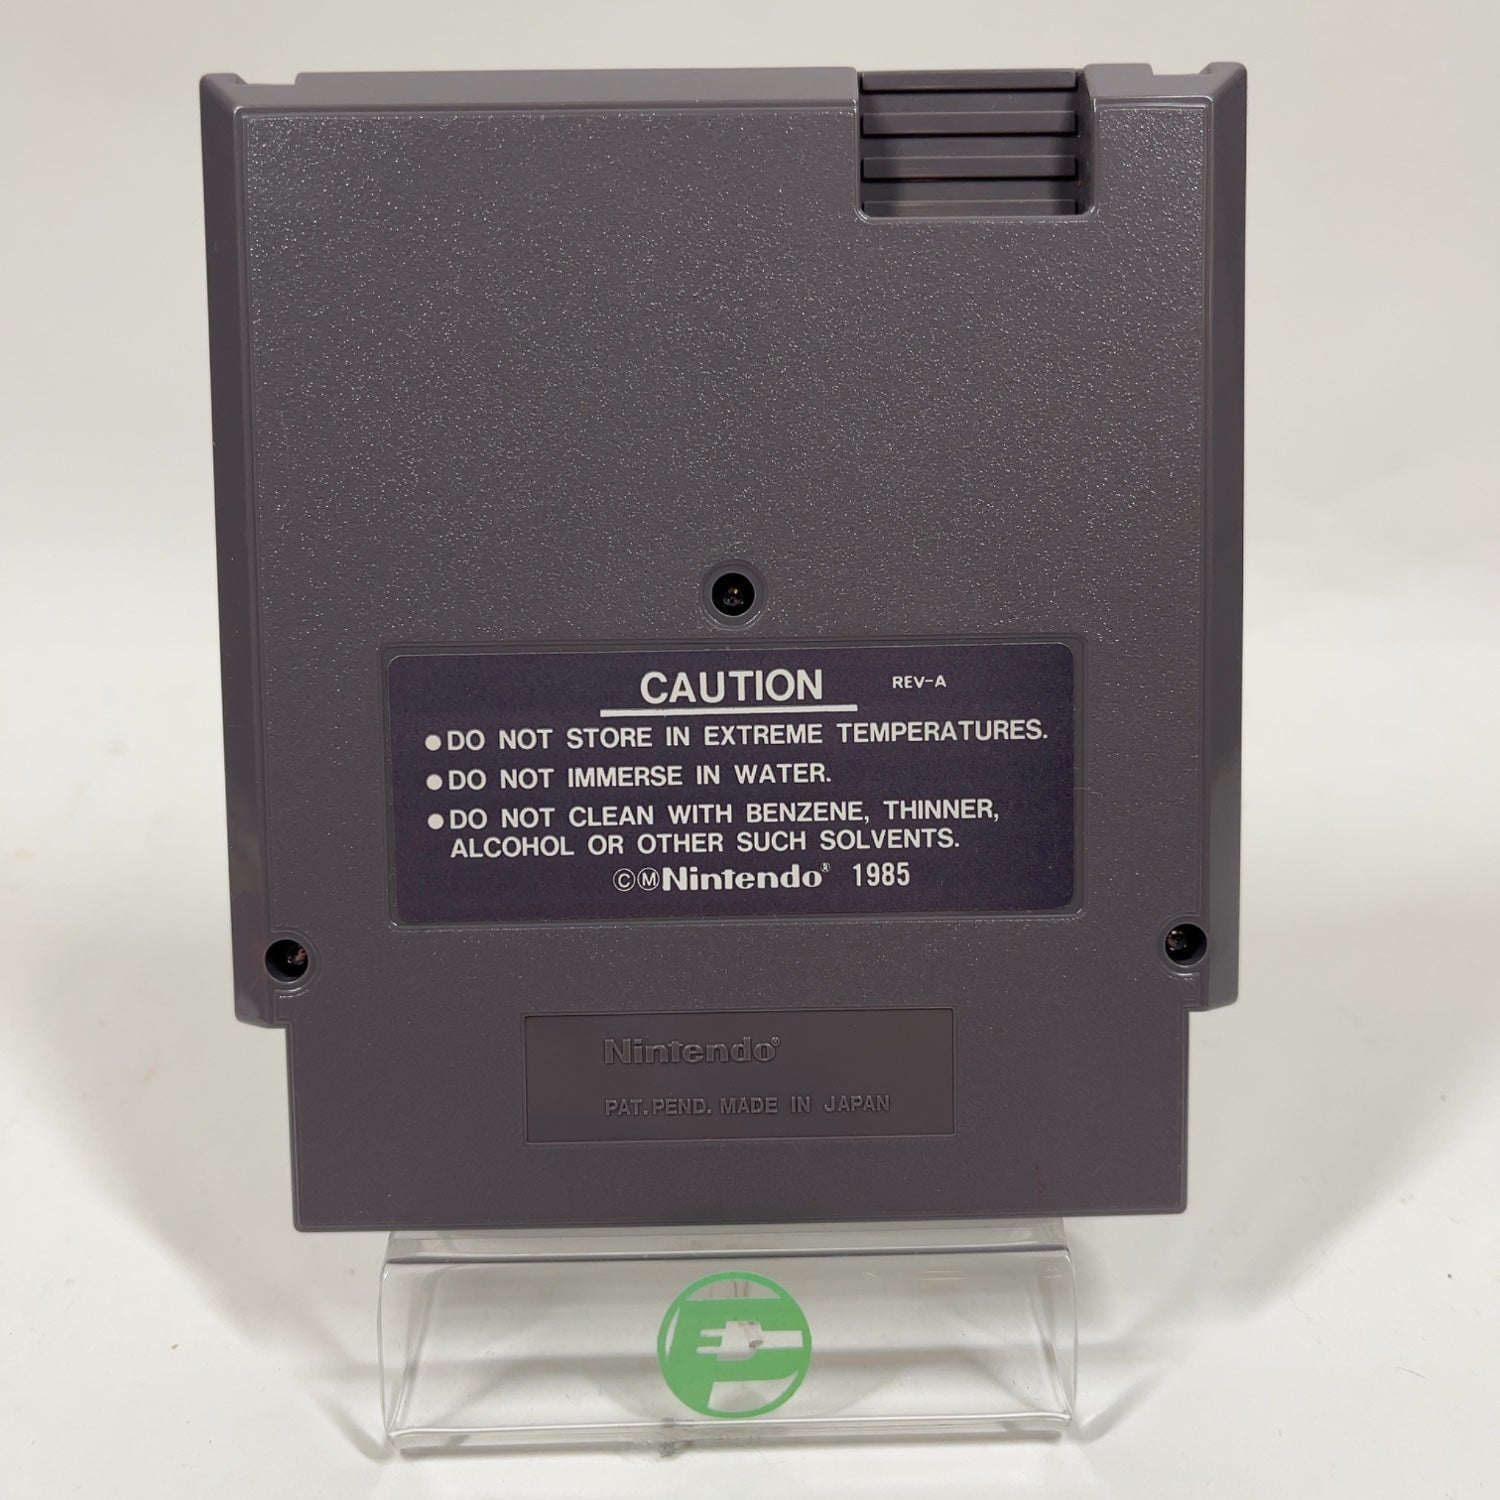 CAUTION REV-A
●DO NOT STORE IN EXTREME TEMPERATURES.
●DO NOT IMMERSE IN WATER.
●DO NOT CLEAN WITH BENZENE, THINNER,
ALCOHOL OR OTHER SUCH SOLVENTS.
ⒸⓂNintendo® 1985
Nintendo®
PAT. PEND. MADE IN JAPAN